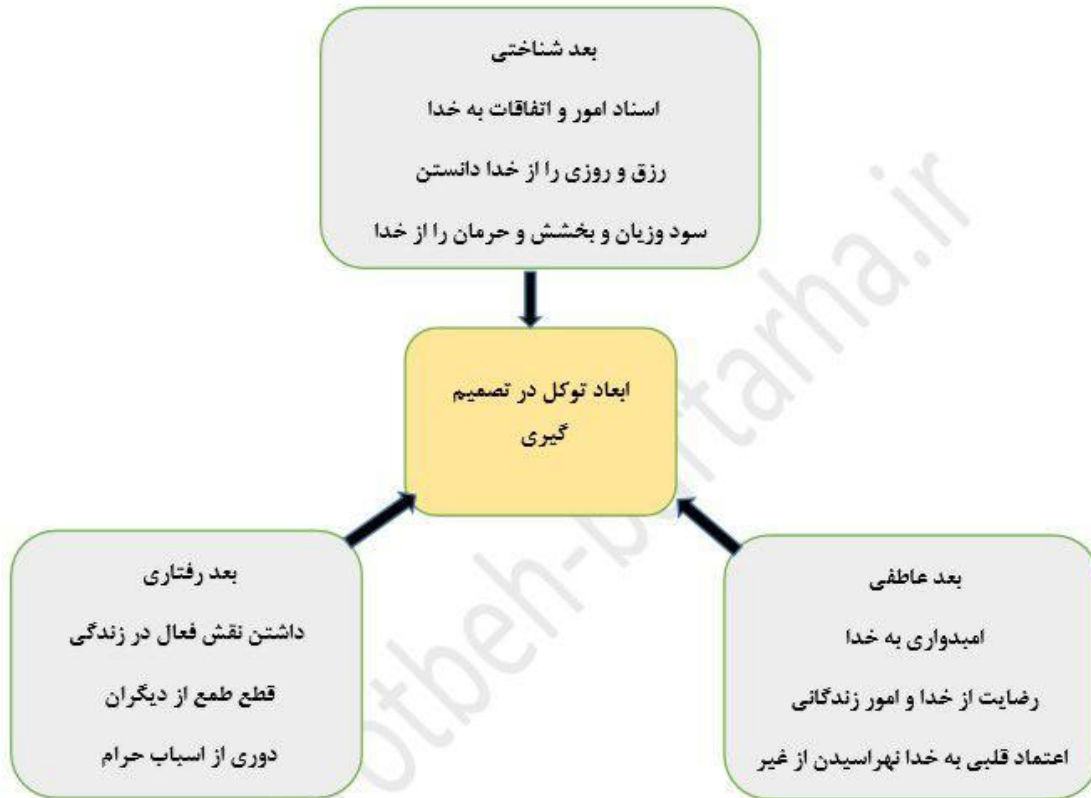 بعد شناختی
اسناد امور و اتفاقات به خدا
رزق و روزی را از خدا دانستن
سود وزیان و بخشش و حرمان را از خدا
ابعاد توکل در تصمیم
گیری
بعد رفتاری
داشتن نقش فعال در زندگی
قطع طمع از دیگران
دوری از اسباب حرام
بعد عاطفی
امیدواری به خدا
رضایت از خدا و امور زندگانی
اعتماد قلبی به خدا نهراسیدن از غیر